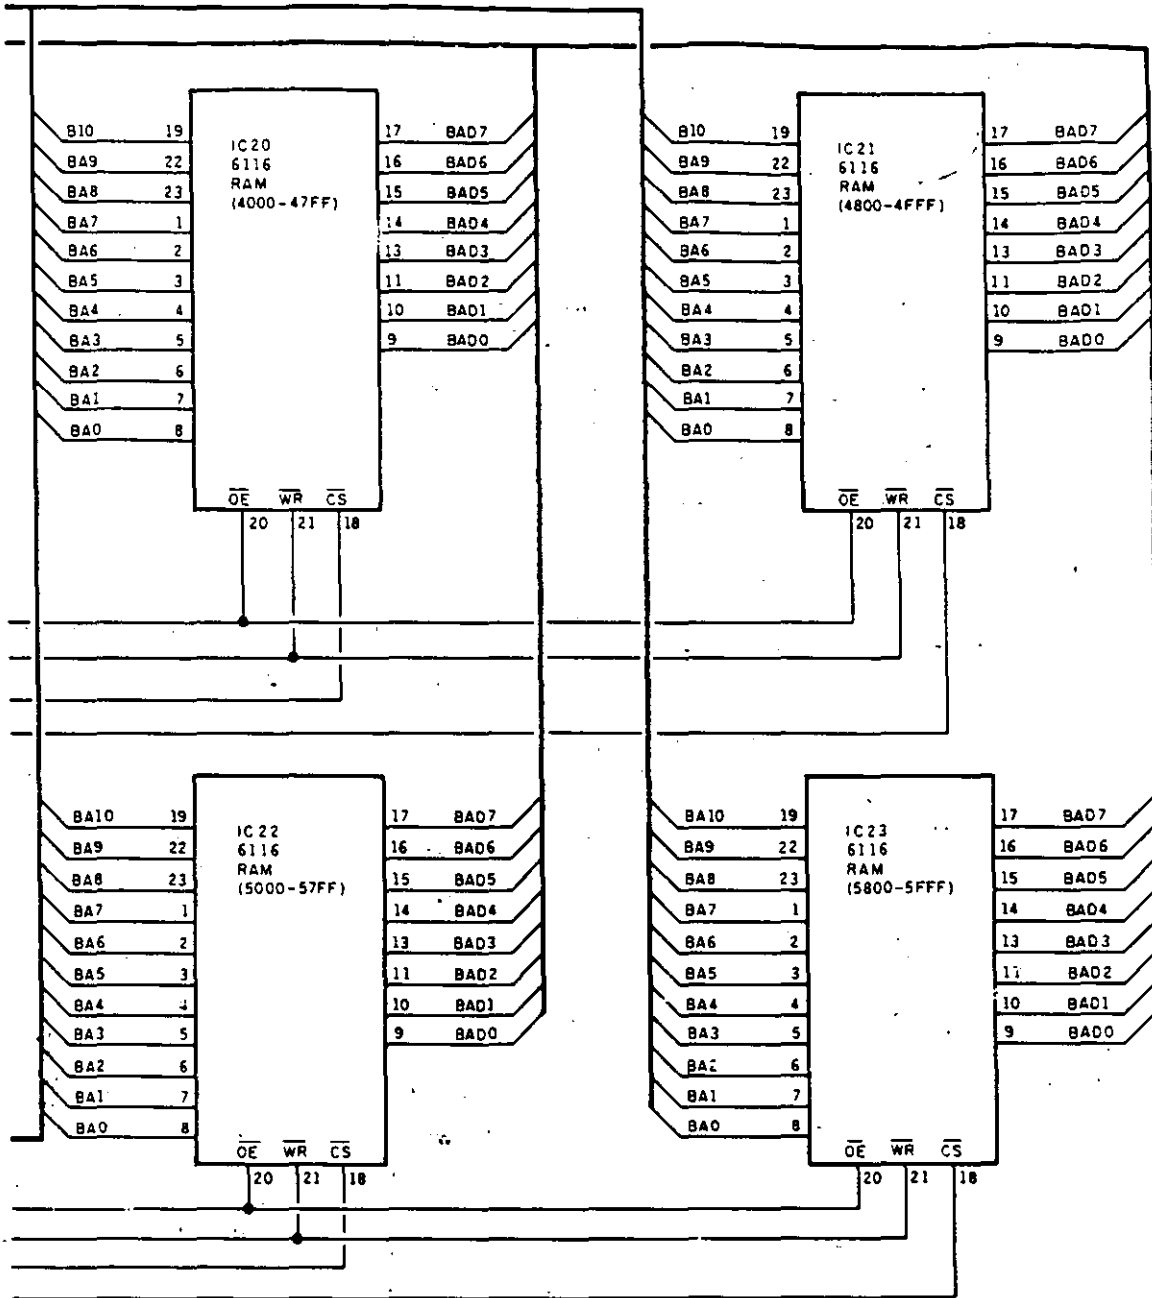 B10 19
BA9 22
BA8 23
BA7 1
BA6 2
BA5 3
BA4 4
BA3 5
BA2 6
BA1 7
BA0 8
IC20
6116
RAM
(4000-47FF)
17 BAD7
16 BAD6
15 BAD5
14 BAD4
13 BAD3
11 BAD2
10 BAD1
9 BAD0
OE WR CS
20 21 18
B10 19
BA9 22
BA8 23
BA7 1
BA6 2
BA5 3
BA4 4
BA3 5
BA2 6
BA1 7
BA0 8
IC21
6116
RAM
(4800-4FFF)
17 BAD7
16 BAD6
15 BAD5
14 BAD4
13 BAD3
11 BAD2
10 BAD1
9 BAD0
OE WR CS
20 21 18
BA10 19
BA9 22
BA8 23
BA7 1
BA6 2
BA5 3
BA4 4
BA3 5
BA2 6
BA1 7
BA0 8
IC22
6116
RAM
(5000-57FF)
17 BAD7
16 BAD6
15 BAD5
14 BAD4
13 BAD3
11 BAD2
10 BAD1
9 BAD0
OE WR CS
20 21 18
BA10 19
BA9 22
BA8 23
BA7 1
BA6 2
BA5 3
BA4 4
BA3 5
BA2 6
BA1 7
BA0 8
IC23
6116
RAM
(5800-5FFF)
17 BAD7
16 BAD6
15 BAD5
14 BAD4
13 BAD3
11 BAD2
10 BAD1
9 BAD0
OE WR CS
20 21 18